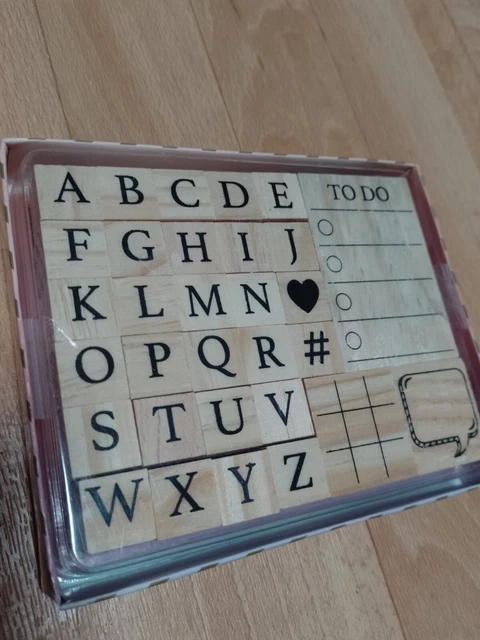 A B C D E
TO DO
F G H I J
K L M N ♥
O P Q R #
S T U V
W X Y Z